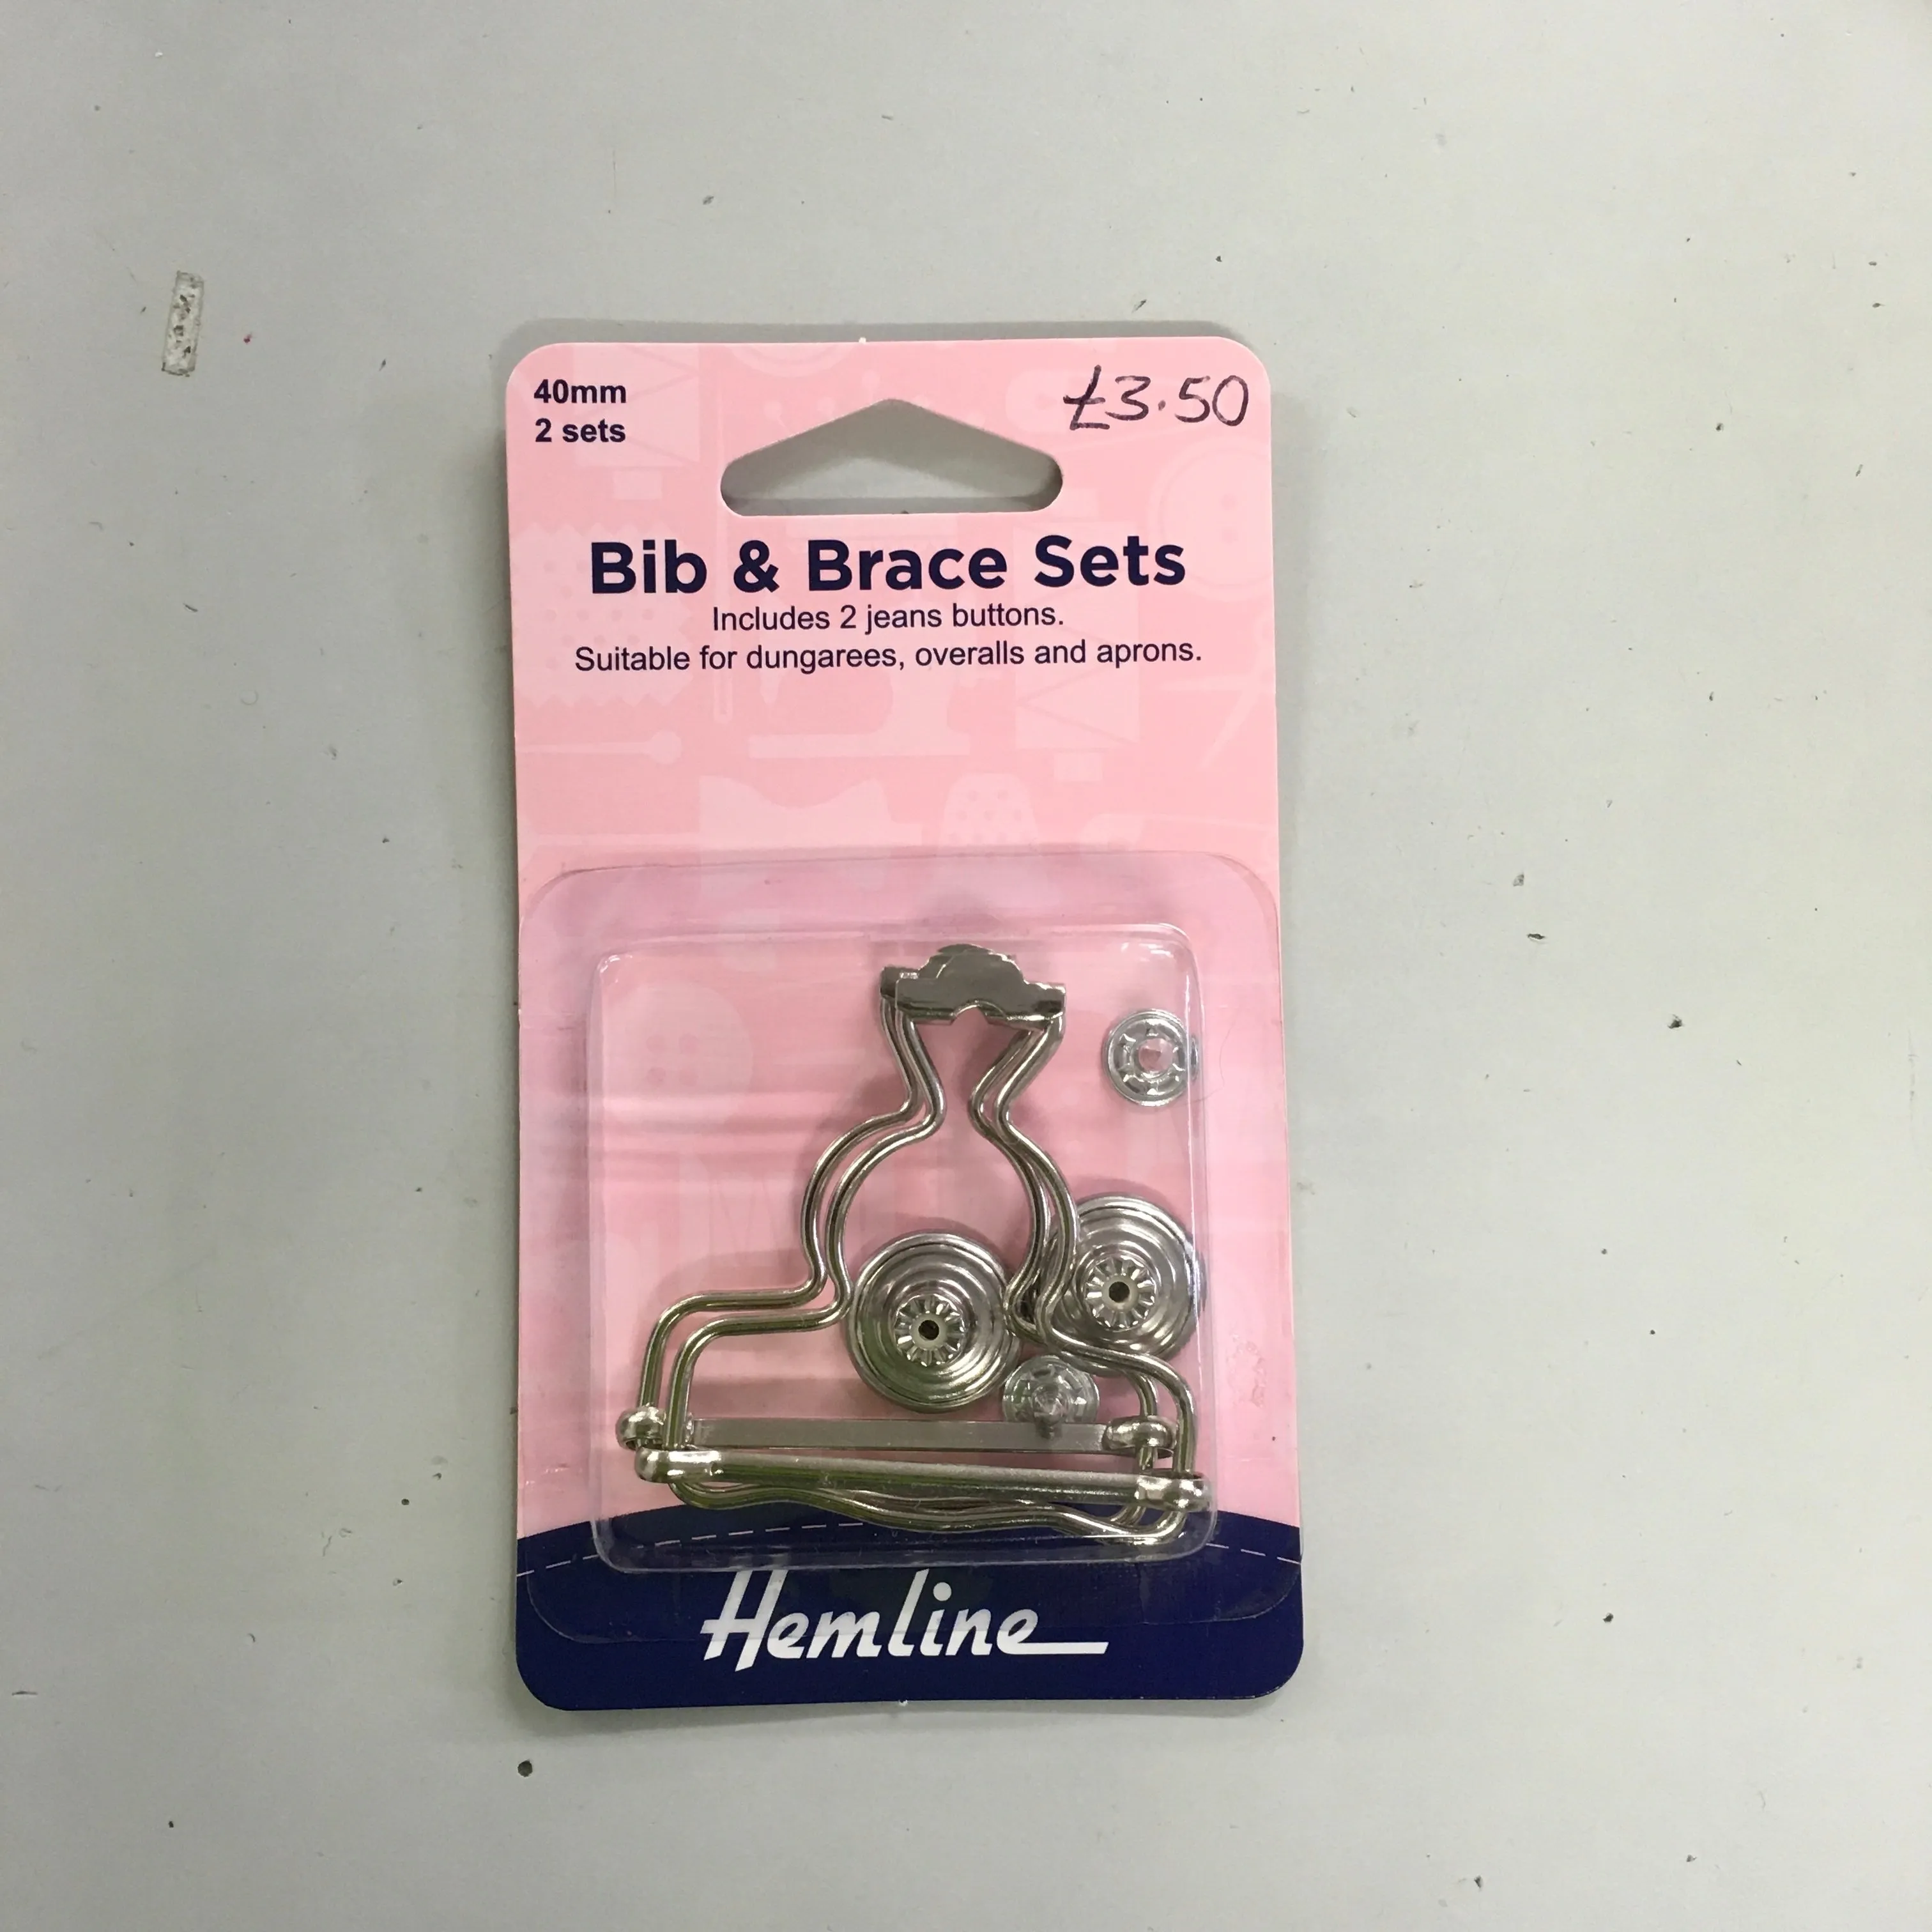 40mm
£3.50
2 sets
Bib & Brace Sets
Includes 2 jeans buttons.
Suitable for dungarees, overalls and aprons.
Hemline